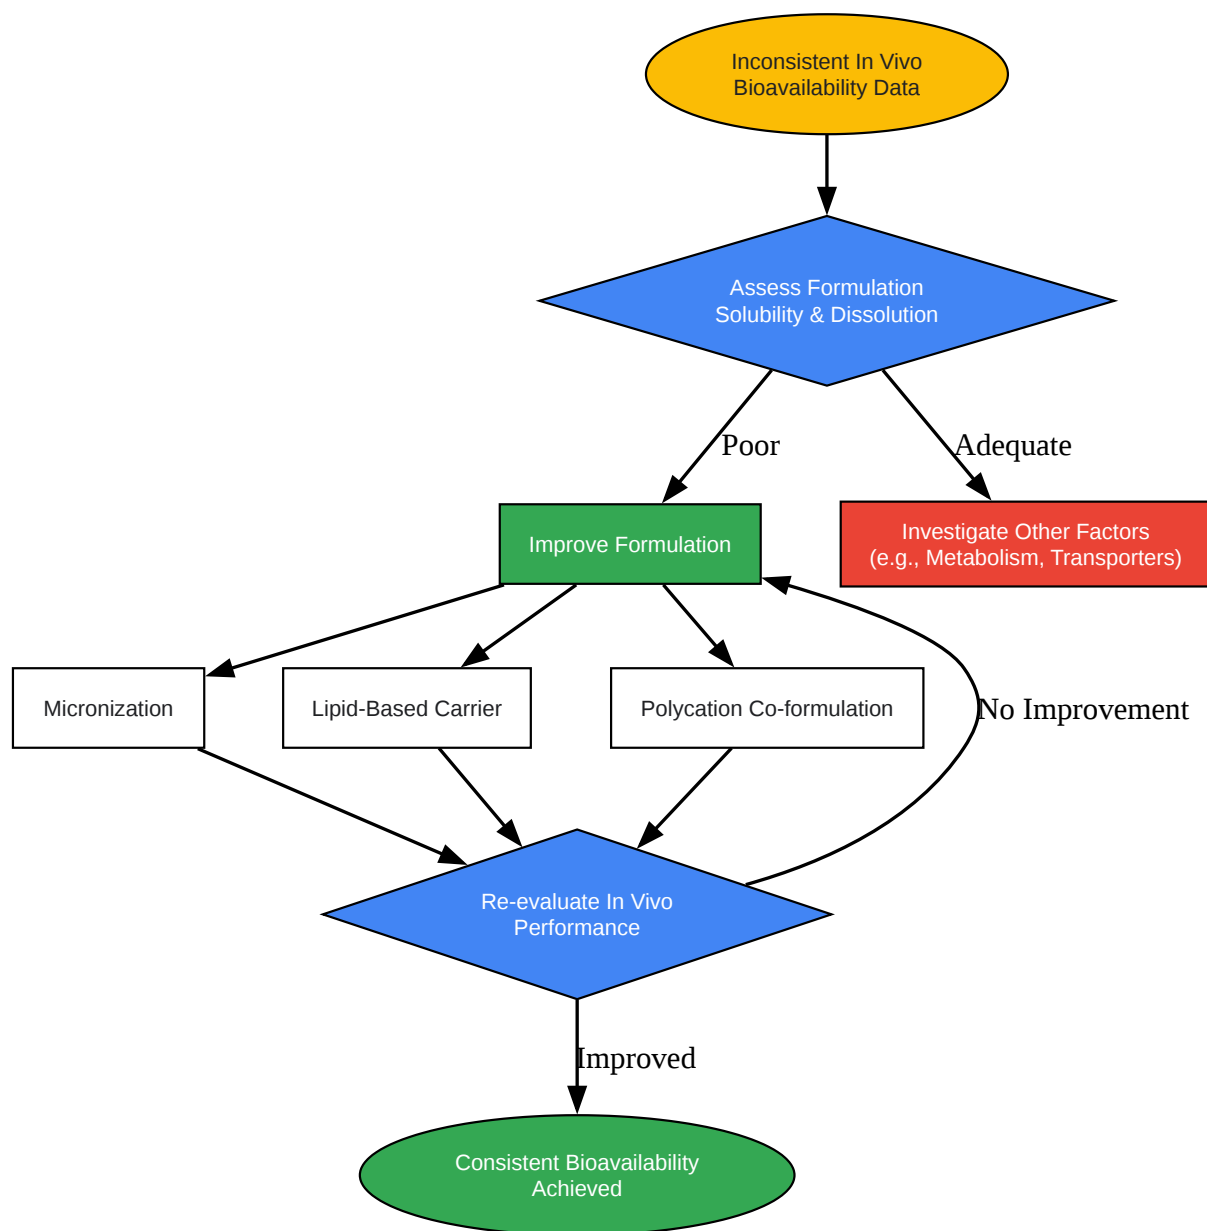 Inconsistent In Vivo
Bioavailability Data
Assess Formulation
Solubility & Dissolution
Poor
Adequate
Improve Formulation
Investigate Other Factors
(e.g., Metabolism, Transporters)
Micronization
Lipid-Based Carrier
Polycation Co-formulation
No Improvement
Re-evaluate In Vivo
Performance
Improved
Consistent Bioavailability
Achieved